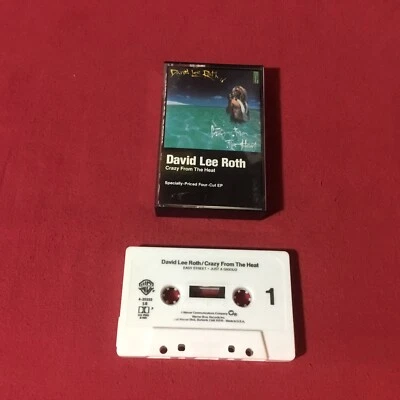 David Lee Roth
Crazy From
The Heat
David Lee Roth
Crazy From The Heat
Specially-Priced Four-Cut EP
David Lee Roth/Crazy From The Heat
EASY STREET • JUST A GIGOLO
1